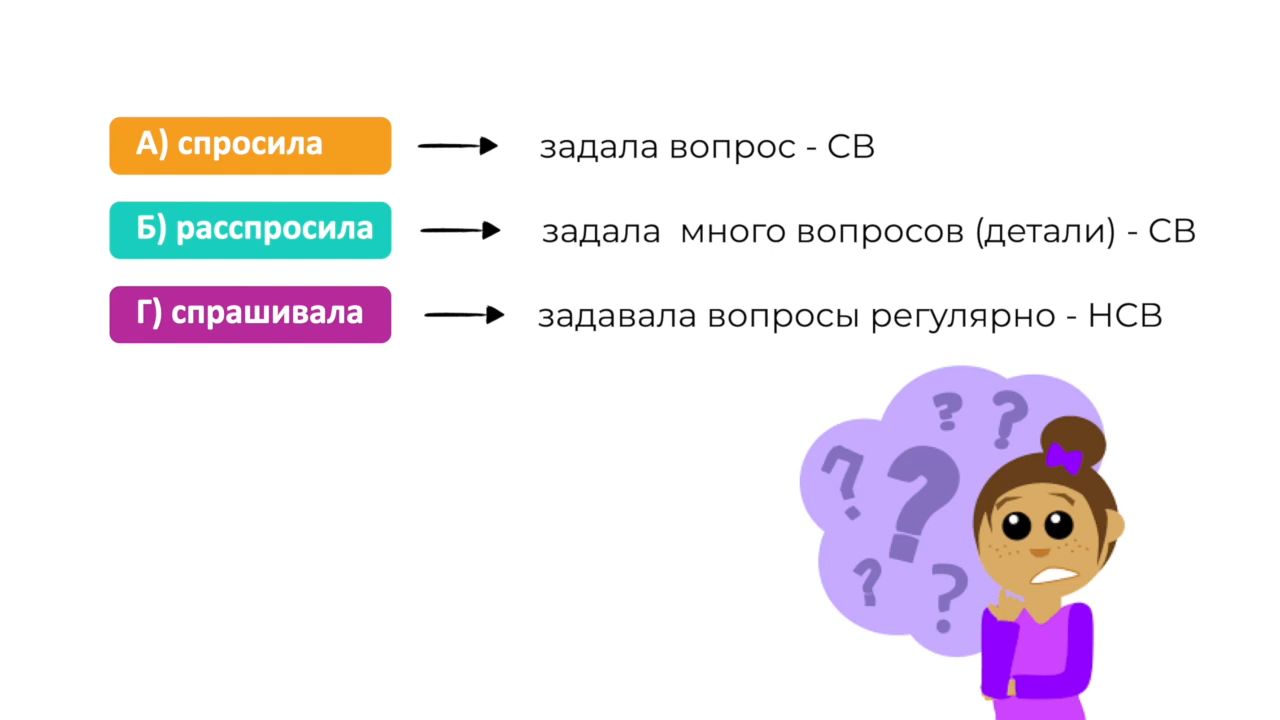 А) спросила
задала вопрос - СВ
Б) расспросила
задала много вопросов (детали) - СВ
Г) спрашивала
задавала вопросы регулярно - НСВ
? ? ? ? ? ?